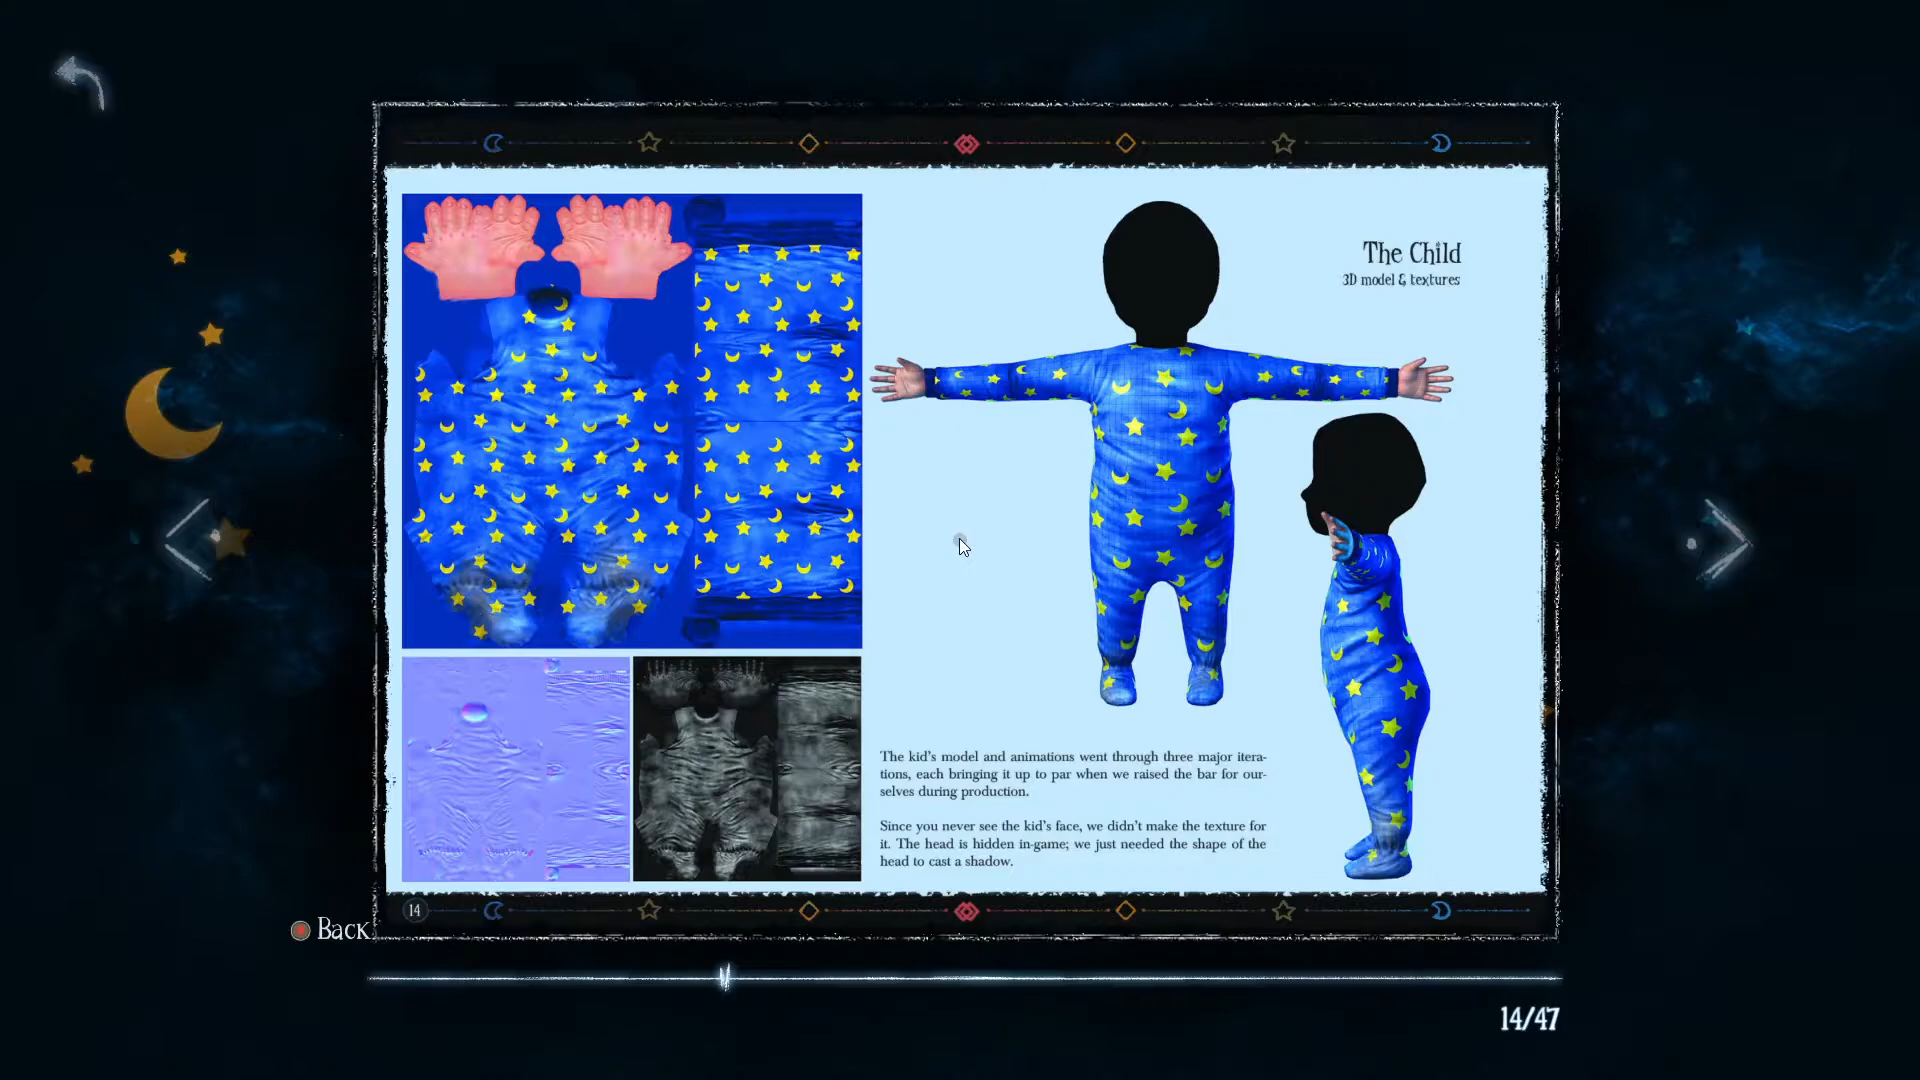 The Child
3D model & textures
The kid's model and animations went through three major itera-
tions, each bringing it up to par when we raised the bar for our-
selves during production.
Since you never see the kid's face, we didn't make the texture for
it. The head is hidden in-game; we just needed the shape of the
head to cast a shadow.
14
Back
14/47